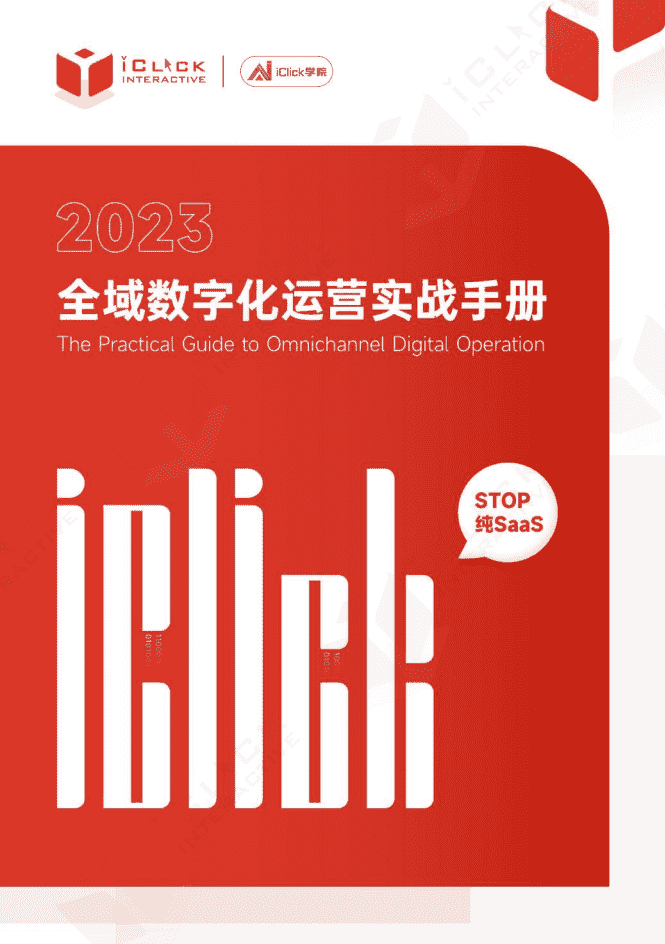 iCLICK
INTERACTIVE
iClick学院
2023
全域数字化运营实战手册
The Practical Guide to Omnichannel Digital Operation
iclick
STOP
纯SaaS